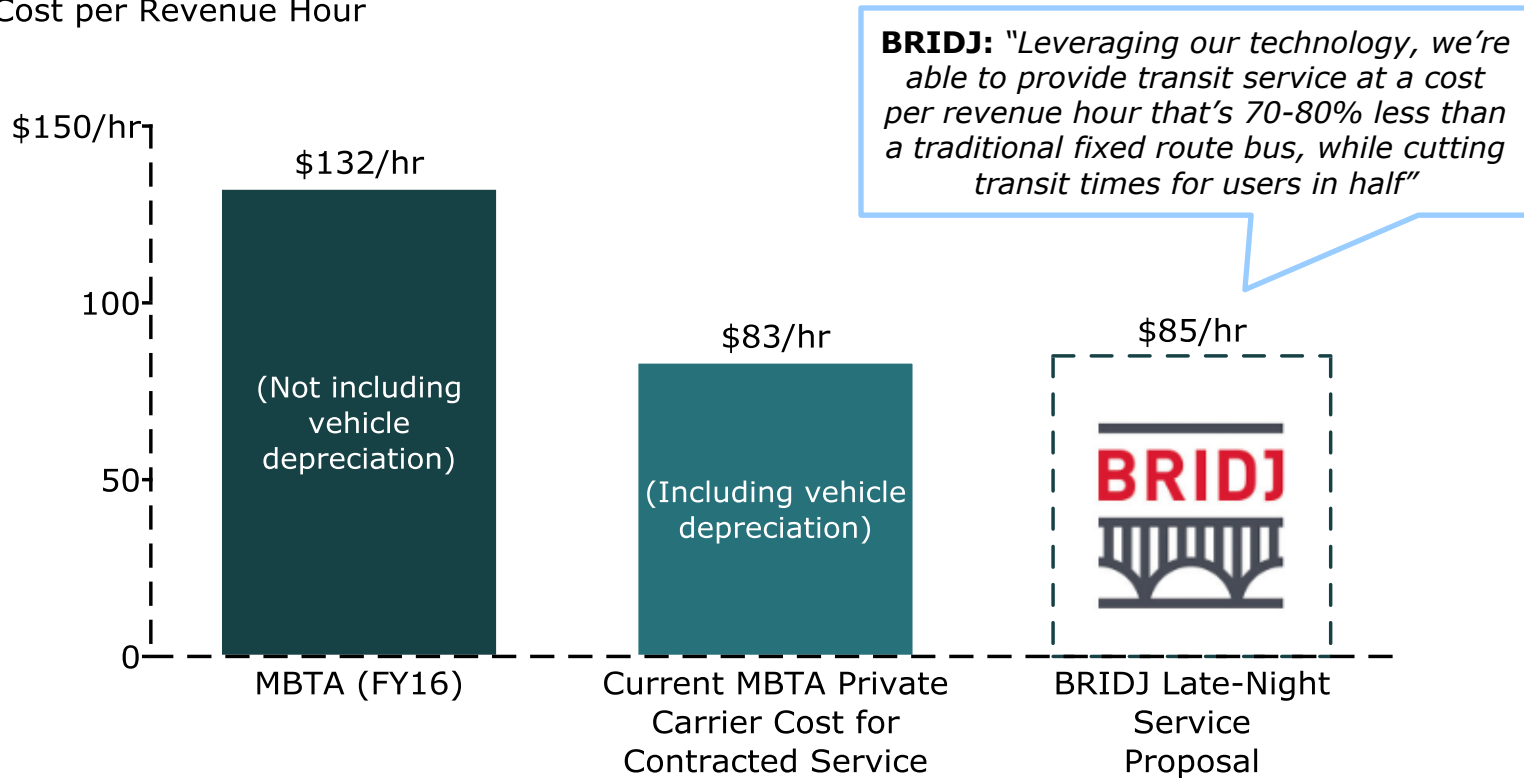 Cost per Revenue Hour
BRIDJ: “Leveraging our technology, we’re
able to provide transit service at a cost
per revenue hour that’s 70-80% less than
a traditional fixed route bus, while cutting
transit times for users in half”
$150/hr
100
50
0
$132/hr
(Not including
vehicle
depreciation)
$83/hr
(Including vehicle
depreciation)
$85/hr
BRIDJ
MBTA (FY16)
Current MBTA Private
Carrier Cost for
Contracted Service
BRIDJ Late-Night
Service
Proposal